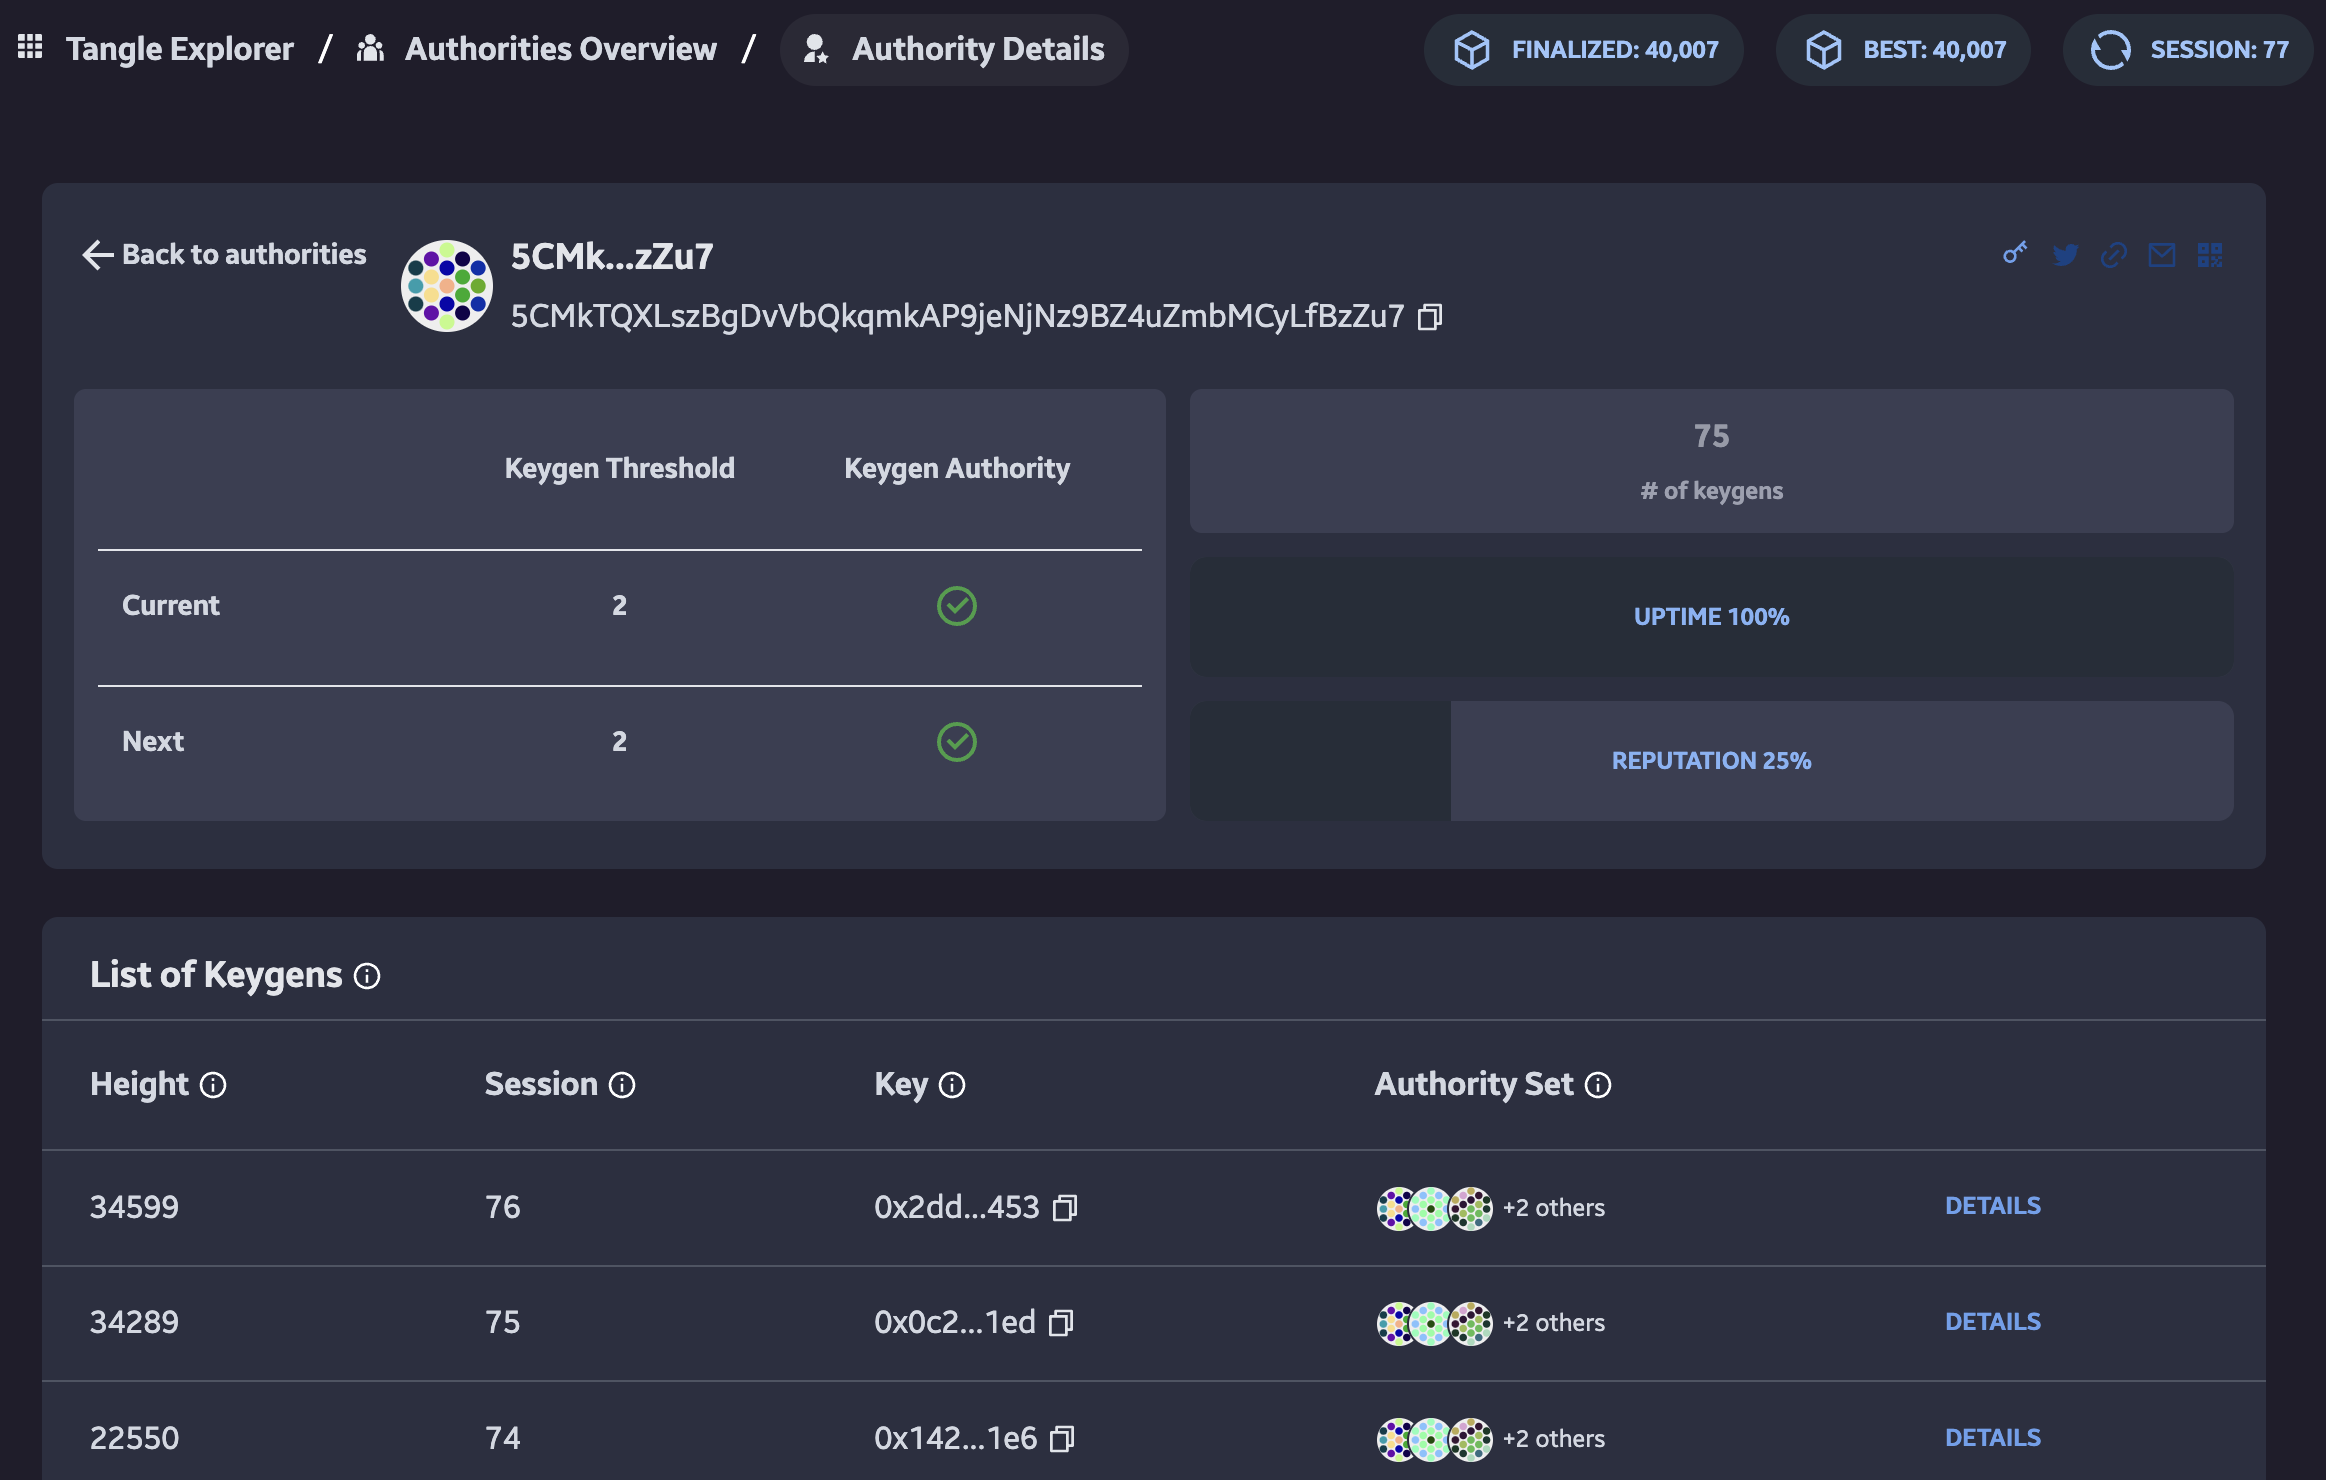 Tangle Explorer / Authorities Overview / Authority Details
FINALIZED: 40,007
BEST: 40,007
SESSION: 77
Back to authorities
5CMk...zZu7
5CMkTQXLszBgDvVbQkqmkAP9jeNjNz9BZ4uZmbMCyLfBzZu7
Keygen Threshold
Keygen Authority
Current
2
Next
2
75
# of keygens
UPTIME 100%
REPUTATION 25%
List of Keygens
Height
Session
Key
Authority Set
34599
76
0x2dd...453
+2 others
DETAILS
34289
75
0x0c2...1ed
+2 others
DETAILS
22550
74
0x142...1e6
+2 others
DETAILS